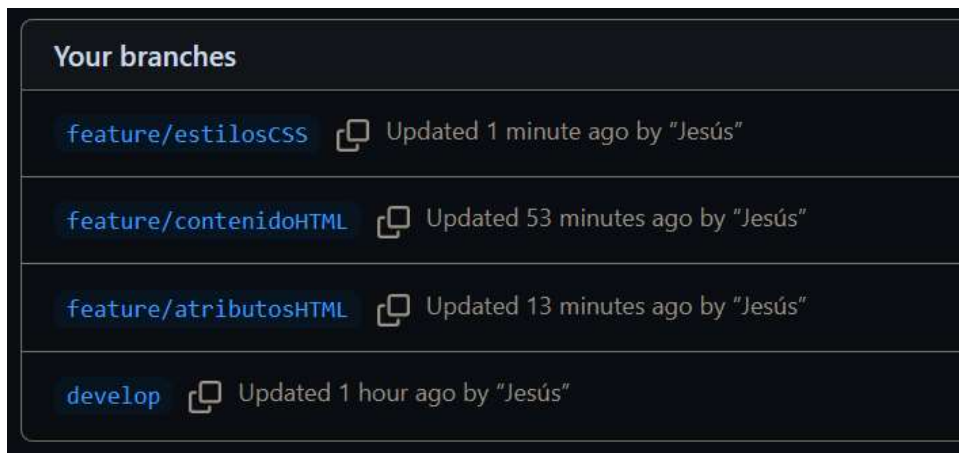 Your branches
feature/estilosCSS Updated 1 minute ago by "Jesús"
feature/contenidoHTML Updated 53 minutes ago by "Jesús"
feature/atributosHTML Updated 13 minutes ago by "Jesús"
develop Updated 1 hour ago by "Jesús"